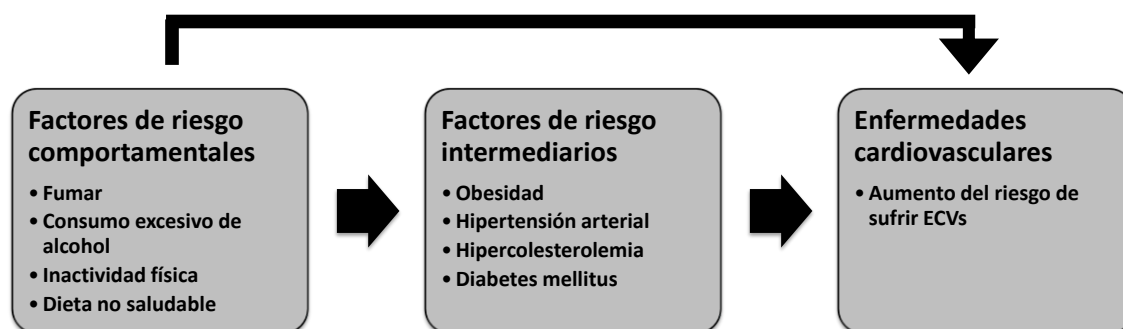 Factores de riesgo
comportamentales
• Fumar
• Consumo excesivo de
alcohol
• Inactividad física
• Dieta no saludable
Factores de riesgo
intermediarios
• Obesidad
• Hipertensión arterial
• Hipercolesterolemia
• Diabetes mellitus
Enfermedades
cardiovasculares
• Aumento del riesgo de
sufrir ECVs